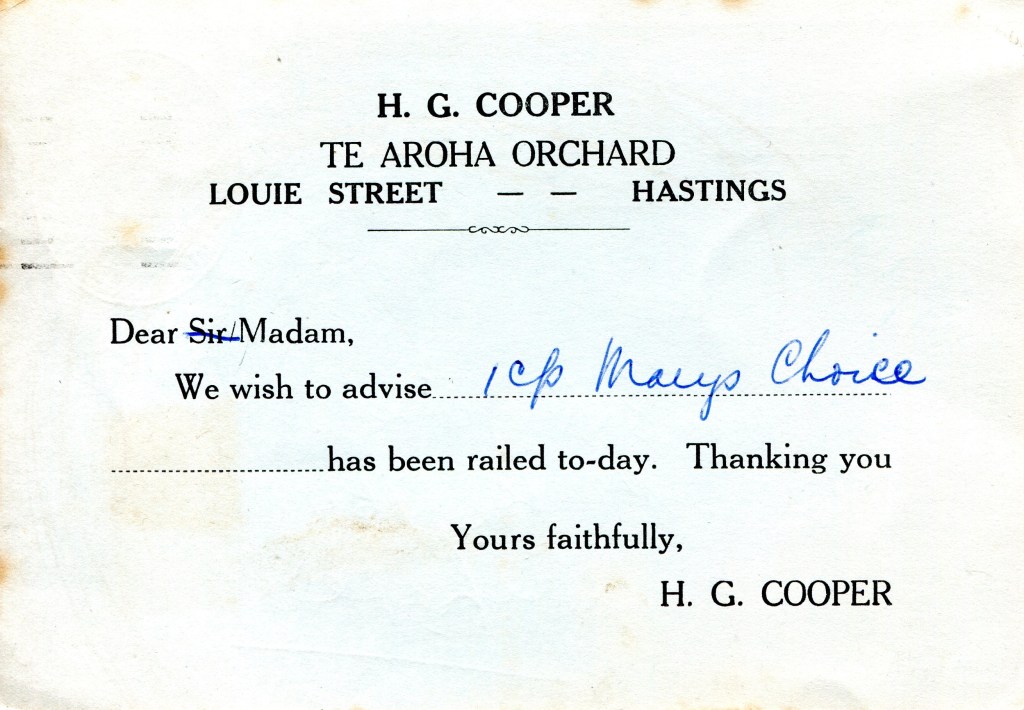 H. G. COOPER
TE AROHA ORCHARD
LOUIE STREET — — HASTINGS
Dear Sir/Madam,
We wish to advise 1 c/s Marys Choice
has been railed to-day. Thanking you
Yours faithfully,
H. G. COOPER